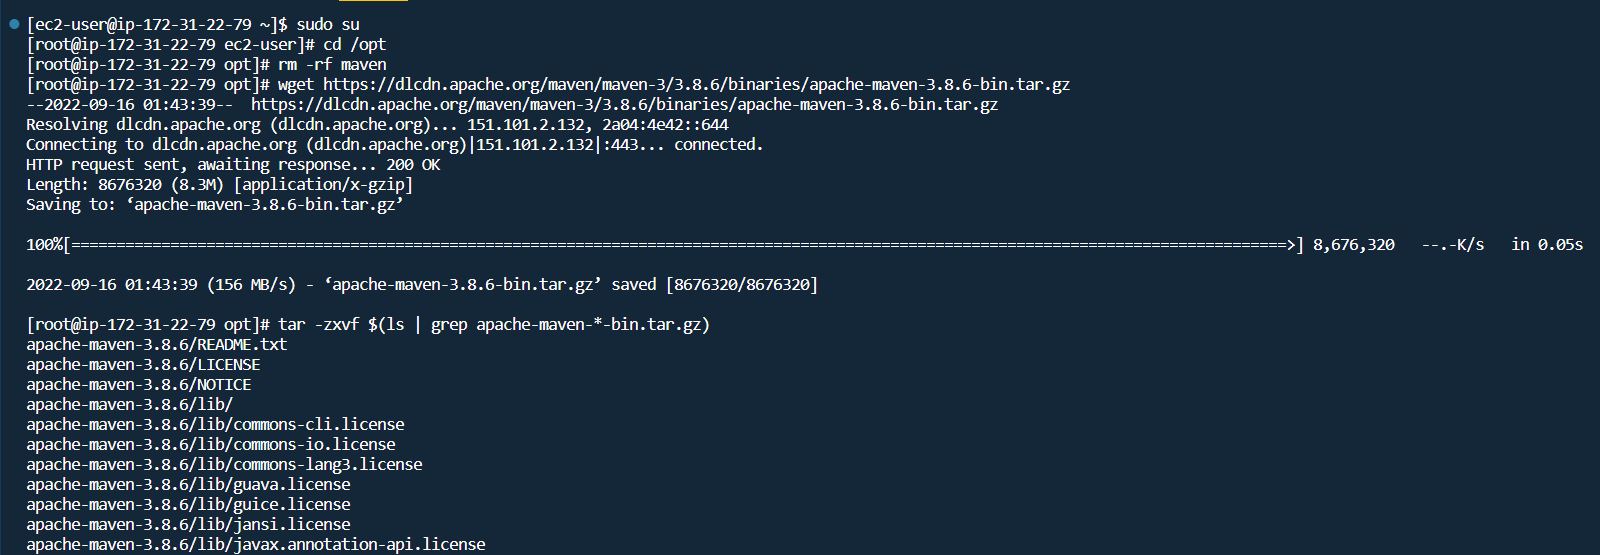 [ec2-user@ip-172-31-22-79 ~]$ sudo su
[root@ip-172-31-22-79 ec2-user]# cd /opt
[root@ip-172-31-22-79 opt]# rm -rf maven
[root@ip-172-31-22-79 opt]# wget https://dlcdn.apache.org/maven/maven-3/3.8.6/binaries/apache-maven-3.8.6-bin.tar.gz
--2022-09-16 01:43:39--  https://dlcdn.apache.org/maven/maven-3/3.8.6/binaries/apache-maven-3.8.6-bin.tar.gz
Resolving dlcdn.apache.org (dlcdn.apache.org)... 151.101.2.132, 2a04:4e42::644
Connecting to dlcdn.apache.org (dlcdn.apache.org)|151.101.2.132|:443... connected.
HTTP request sent, awaiting response... 200 OK
Length: 8676320 (8.3M) [application/x-gzip]
Saving to: ‘apache-maven-3.8.6-bin.tar.gz’
100%[=======================================================================================================================================>] 8,676,320   --.-K/s   in 0.05s
2022-09-16 01:43:39 (156 MB/s) - ‘apache-maven-3.8.6-bin.tar.gz’ saved [8676320/8676320]
[root@ip-172-31-22-79 opt]# tar -zxvf $(ls | grep apache-maven-*-bin.tar.gz)
apache-maven-3.8.6/README.txt
apache-maven-3.8.6/LICENSE
apache-maven-3.8.6/NOTICE
apache-maven-3.8.6/lib/
apache-maven-3.8.6/lib/commons-cli.license
apache-maven-3.8.6/lib/commons-io.license
apache-maven-3.8.6/lib/commons-lang3.license
apache-maven-3.8.6/lib/guava.license
apache-maven-3.8.6/lib/guice.license
apache-maven-3.8.6/lib/jansi.license
apache-maven-3.8.6/lib/javax.annotation-api.license